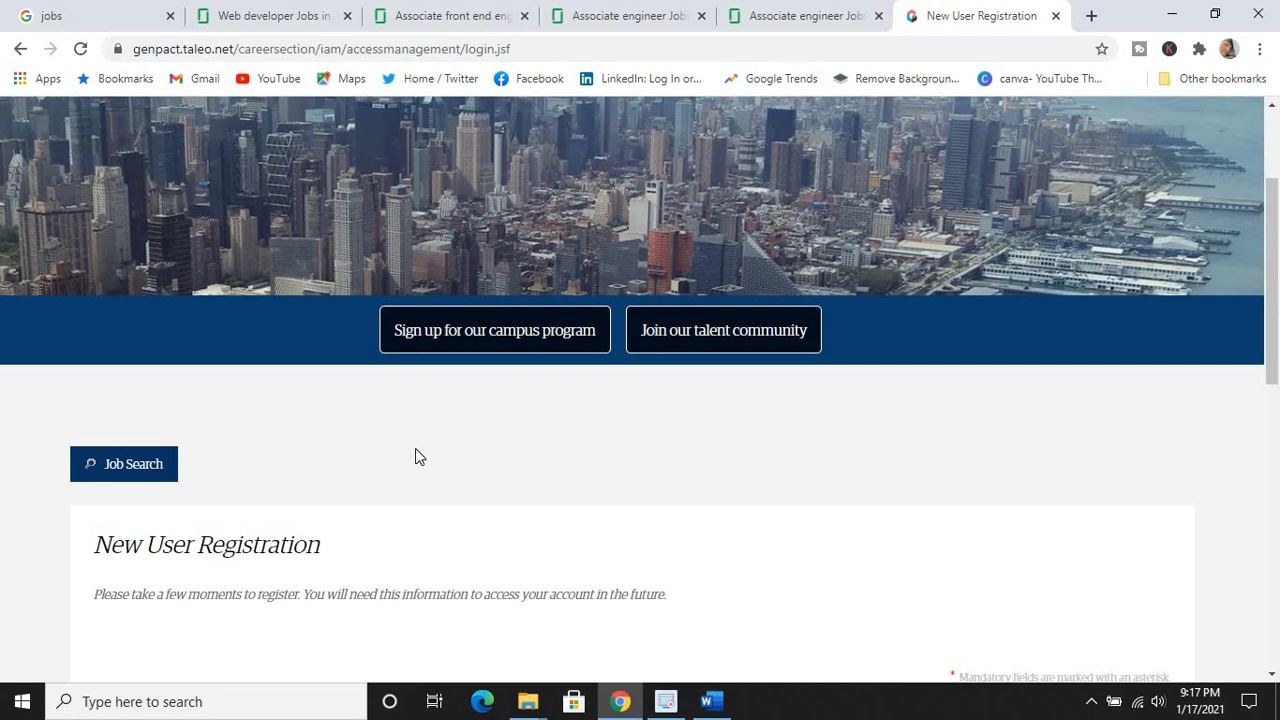 jobs
Web developer Jobs in
Associate front end eng
Associate engineer Jobs
Associate engineer Jobs
New User Registration
genpact.taleo.net/careersection/iam/accessmanagement/login.jsf
Apps
Bookmarks
Gmail
YouTube
Maps
Home / Twitter
Facebook
LinkedIn: Log In or...
Google Trends
Remove Backgroun...
canva- YouTube Th...
Other bookmarks
Sign up for our campus program
Join our talent community
Job Search
New User Registration
Please take a few moments to register. You will need this information to access your account in the future.
* Mandatory fields are marked with an asterisk.
Type here to search
9:17 PM
1/17/2021